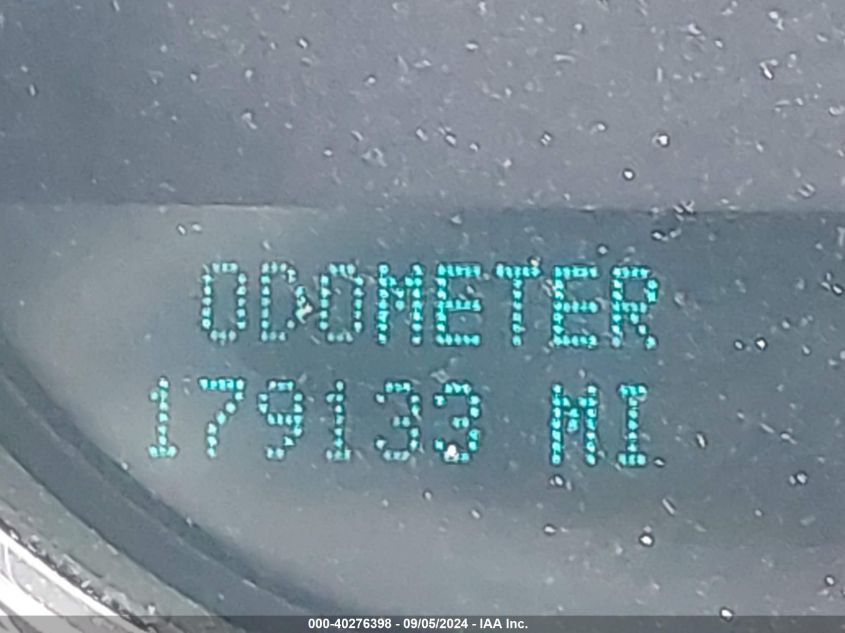 ODOMETER
179133 MI
000-40276398 - 09/05/2024 - IAA Inc.